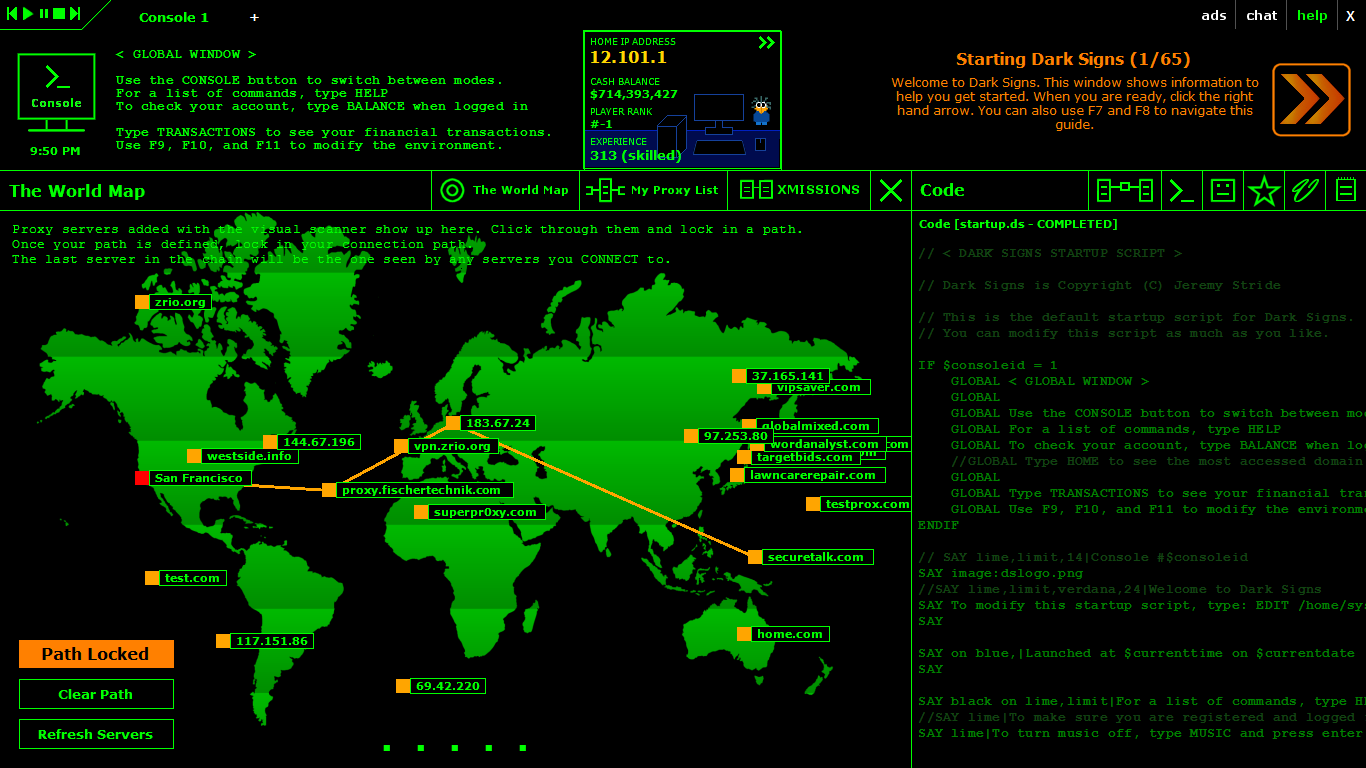 Console 1
+
ads
chat
help
X
Console
9:50 PM
< GLOBAL WINDOW >
Use the CONSOLE button to switch between modes.
For a list of commands, type HELP
To check your account, type BALANCE when logged in
Type TRANSACTIONS to see your financial transactions.
Use F9, F10, and F11 to modify the environment.
HOME IP ADDRESS
12.101.1
CASH BALANCE
$714,393,427
PLAYER RANK
#-1
EXPERIENCE
313 (skilled)
Starting Dark Signs (1/65)
Welcome to Dark Signs. This window shows information to
help you get started. When you are ready, click the right
hand arrow. You can also use F7 and F8 to navigate this
guide.
The World Map
The World Map
My Proxy List
XMISSIONS
Proxy servers added with the visual scanner show up here. Click through them and lock in a path.
Once your path is defined, lock in your connection path.
The last server in the chain will be the one seen by any servers you CONNECT to.
zrio.org
37.165.141
vipsaver.com
183.67.24
globalmixed.com
144.67.196
vpn.zrio.org
97.253.80
wordanalyst.com
om
westside.info
targetbids.com
m
San Francisco
lawncarerepair.com
proxy.fischertechnik.com
superpr0xy.com
testprox.com
securetalk.com
test.com
117.151.86
home.com
69.42.220
Path Locked
Clear Path
Refresh Servers
Code
Code [startup.ds - COMPLETED]
// < DARK SIGNS STARTUP SCRIPT >
// Dark Signs is Copyright (C) Jeremy Stride
// This is the default startup script for Dark Signs.
// You can modify this script as much as you like.
IF $consoleid = 1
GLOBAL < GLOBAL WINDOW >
GLOBAL
GLOBAL Use the CONSOLE button to switch between mo
GLOBAL For a list of commands, type HELP
GLOBAL To check your account, type BALANCE when lo
//GLOBAL Type HOME to see the most accessed domain
GLOBAL
GLOBAL Type TRANSACTIONS to see your financial tra
GLOBAL Use F9, F10, and F11 to modify the environme
ENDIF
// SAY lime,limit,14|Console #$consoleid
SAY image:dslogo.png
//SAY lime,limit,verdana,24|Welcome to Dark Signs
SAY To modify this startup script, type: EDIT /home/sy
SAY
SAY on blue,|Launched at $currenttime on $currentdate
SAY
SAY black on lime,limit|For a list of commands, type H
//SAY lime|To make sure you are registered and logged
SAY lime|To turn music off, type MUSIC and press enter